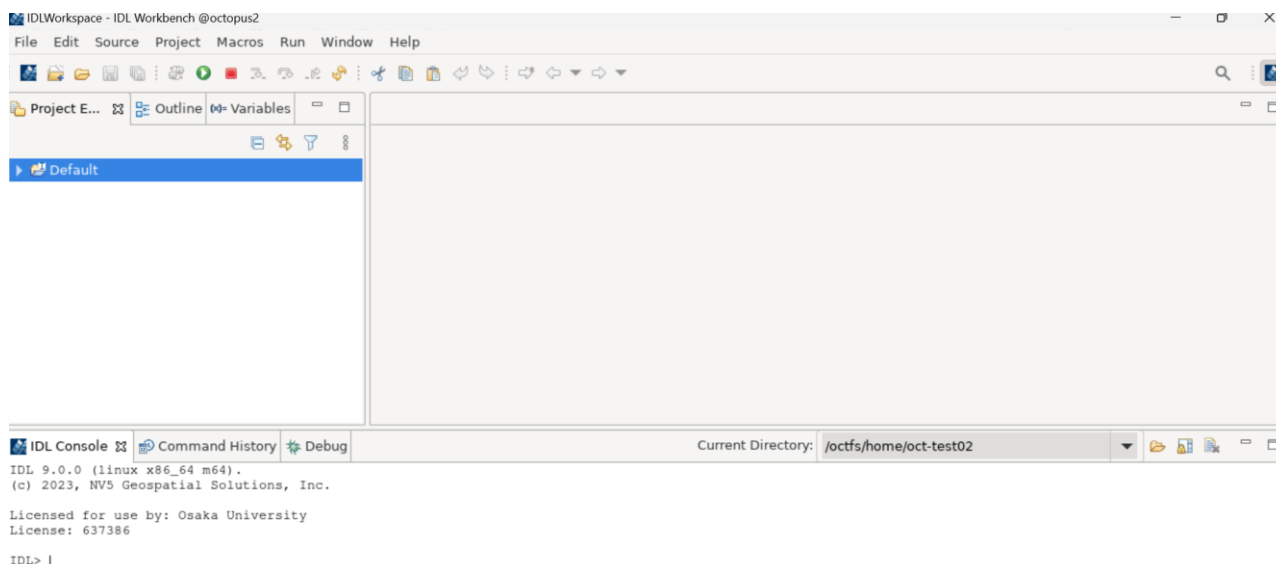 IDLWorkspace - IDL Workbench @octopus2
File Edit Source Project Macros Run Window Help
Project E... Outline (x)= Variables
Default
IDL Console Command History Debug Current Directory: /octfs/home/oct-test02
IDL 9.0.0 (linux x86_64 m64).
(c) 2023, NV5 Geospatial Solutions, Inc.
Licensed for use by: Osaka University
License: 637386
IDL>